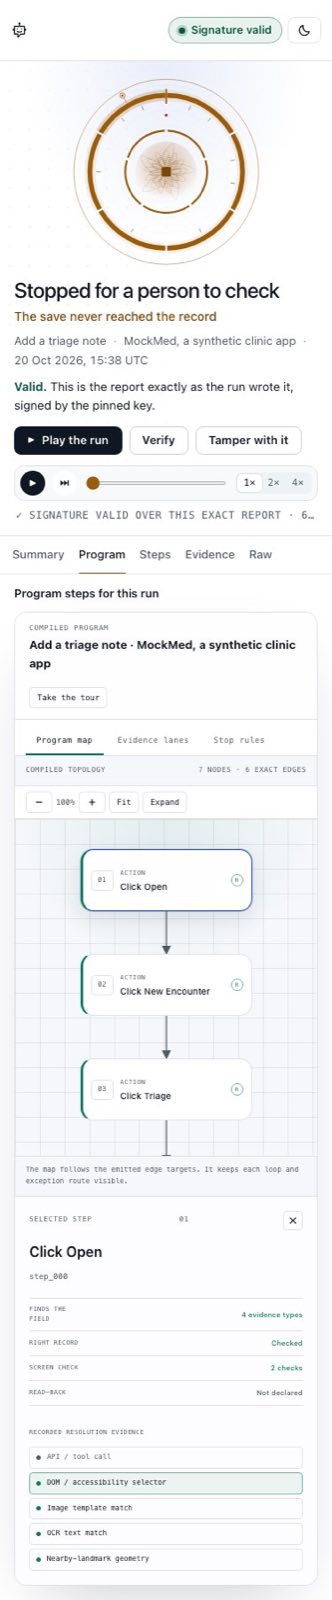 Signature valid
Stopped for a person to check
The save never reached the record
Add a triage note · MockMed, a synthetic clinic app ·
20 Oct 2026, 15:38 UTC
Valid. This is the report exactly as the run wrote it,
signed by the pinned key.
Play the run
Verify
Tamper with it
1×
2×
4×
✓ SIGNATURE VALID OVER THIS EXACT REPORT · 6…
Summary
Program
Steps
Evidence
Raw
Program steps for this run
COMPILED PROGRAM
Add a triage note · MockMed, a synthetic clinic
app
Take the tour
Program map
Evidence lanes
Stop rules
COMPILED TOPOLOGY
7 NODES · 6 EXACT EDGES
−
100%
+
Fit
Expand
01
ACTION
Click Open
R
02
ACTION
Click New Encounter
R
03
ACTION
Click Triage
R
The map follows the emitted edge targets. It keeps each loop and
exception route visible.
SELECTED STEP
01
Click Open
step_000
FINDS THE
FIELD
4 evidence types
RIGHT RECORD
Checked
SCREEN CHECK
2 checks
READ-BACK
Not declared
RECORDED RESOLUTION EVIDENCE
API / tool call
DOM / accessibility selector
Image template match
OCR text match
Nearby-landmark geometry